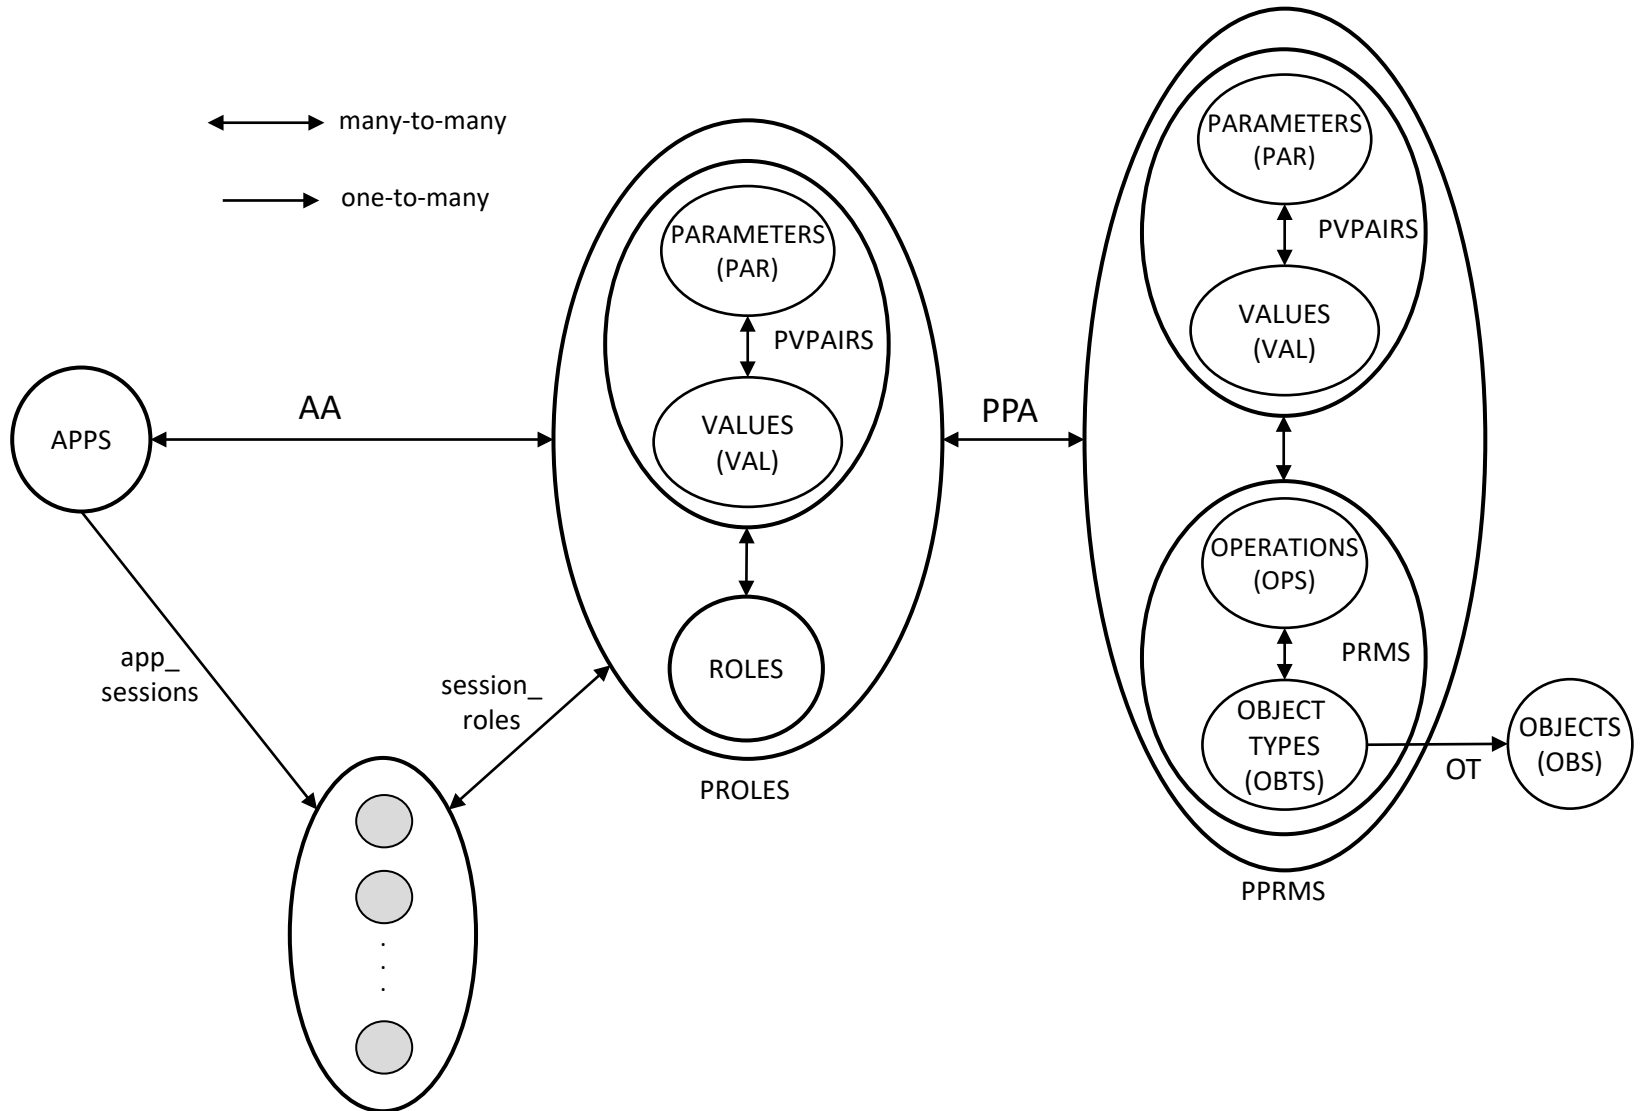 many-to-many
one-to-many
APPS
AA
app_
sessions
session_
roles
PARAMETERS
(PAR)
PVPAIRS
VALUES
(VAL)
ROLES
PROLES
PPA
PARAMETERS
(PAR)
PVPAIRS
VALUES
(VAL)
OPERATIONS
(OPS)
PRMS
OBJECT
TYPES
(OBTS)
PPRMS
OT
OBJECTS
(OBS)